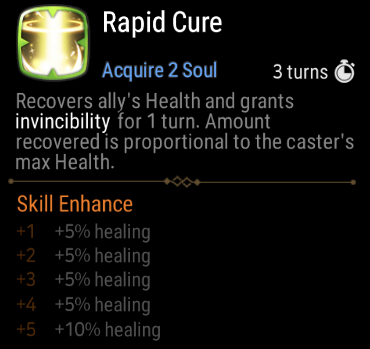 Rapid Cure
Acquire 2 Soul 3 turns
Recovers ally's Health and grants
invincibility for 1 turn. Amount
recovered is proportional to the caster's
max Health.
Skill Enhance
+1 +5% healing
+2 +5% healing
+3 +5% healing
+4 +5% healing
+5 +10% healing